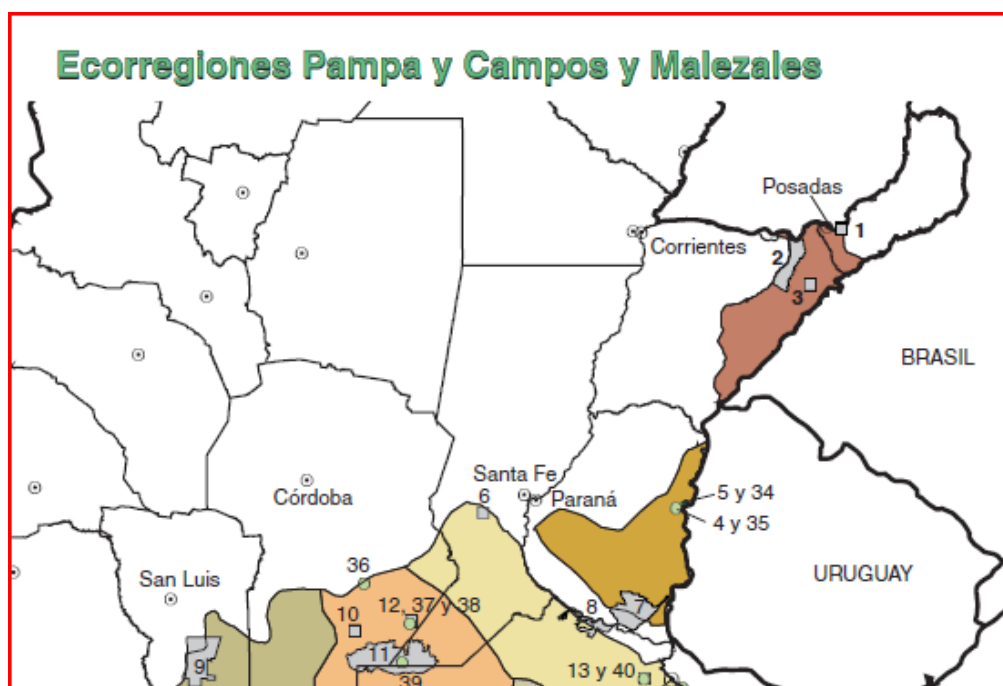 Ecorregiones Pampa y Campos y Malezales
Posadas
1
Corrientes
2
3
BRASIL
Santa Fe
6
Paraná
Córdoba
5 y 34
4 y 35
36
San Luis
URUGUAY
12, 37 y 38
10
8
7
11
9
13 y 40
39